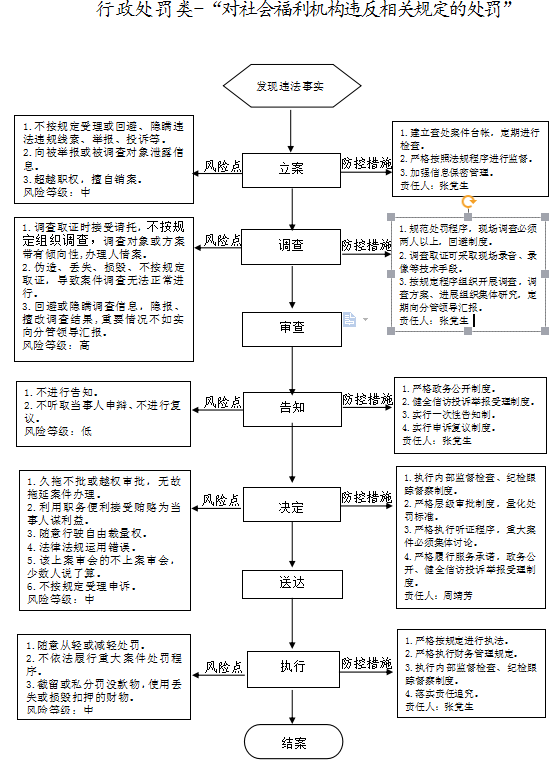 行政处罚类-“对社会福利机构违反相关规定的处罚”
发现违法事实
1.不按规定受理或回避、隐瞒违
法违规线素、举报、投诉等。
2.向被举报或被调查对象泄露信
息。
3.超越职权，擅自销案。
风险等级：中
风险点
立案
防控措施
1.建立查处案件台帐，定期进行
检查。
2.严格按照法规程序进行监督。
3.加强信息保密管理。
责任人：张党生
1.调查取证时接受请托，不按规
定组织调查，调查对象或方案
带有倾向性，办理人情案。
2.伪造、丢失、损毁、不按规定
取证，导致案件调查无法正常进
行。
3.回避或隐瞒调查信息，隐报、
擅改调查结果，重要情况不如实
向分管领导汇报。
风险等级：高
风险点
调查
防控措施
1.规范处罚程序，现场调查必须
两人以上，回避制度。
2.调查取证可采取现场录音、录
像等技术手段。
3.按规定程序组织开展调查，调
查方案、进展组织集体研究，定
期向分管领导汇报。
责任人：张党生
审查
1.不进行告知。
2.不听取当事人申辩、不进行复
议。
风险等级：低
风险点
告知
防控措施
1.严格政务公开制度。
2.健全信访投诉举报受理制度。
3.实行一次性告知制。
4.实行申诉复议制度。
责任人：张党生
1.久拖不批或越权审批，无故
拖延案件办理。
2.利用职务便利接受贿赂为当
事人谋利益。
3.随意行驶自由裁量权。
4.法律法规运用错误。
5.该上案审会的不上案审会，
少数人说了算。
6.不按规定受理申诉。
风险等级：中
风险点
决定
防控措施
1.执行内部监督检查、纪检跟
踪督察制度。
2.严格层级审批制度，量化处
罚标准。
3.严格执行听证程序，重大案
件必须集体讨论。
4.严格履行服务承诺，政务公
开、健全信访投诉举报受理制
度。
责任人：周靖芳
送达
1.随意从轻或减轻处罚。
2.不依法履行重大案件处罚程
序。
3.截留或私分罚没款物，使用丢
失或损毁扣押的财物。
风险等级：中
风险点
执行
防控措施
1.严格按规定进行执法。
2.严格执行财务管理规定。
3.执行内部监督检查、纪检跟
踪督察制度。
4.落实责任追究。
责任人：张党生
结案